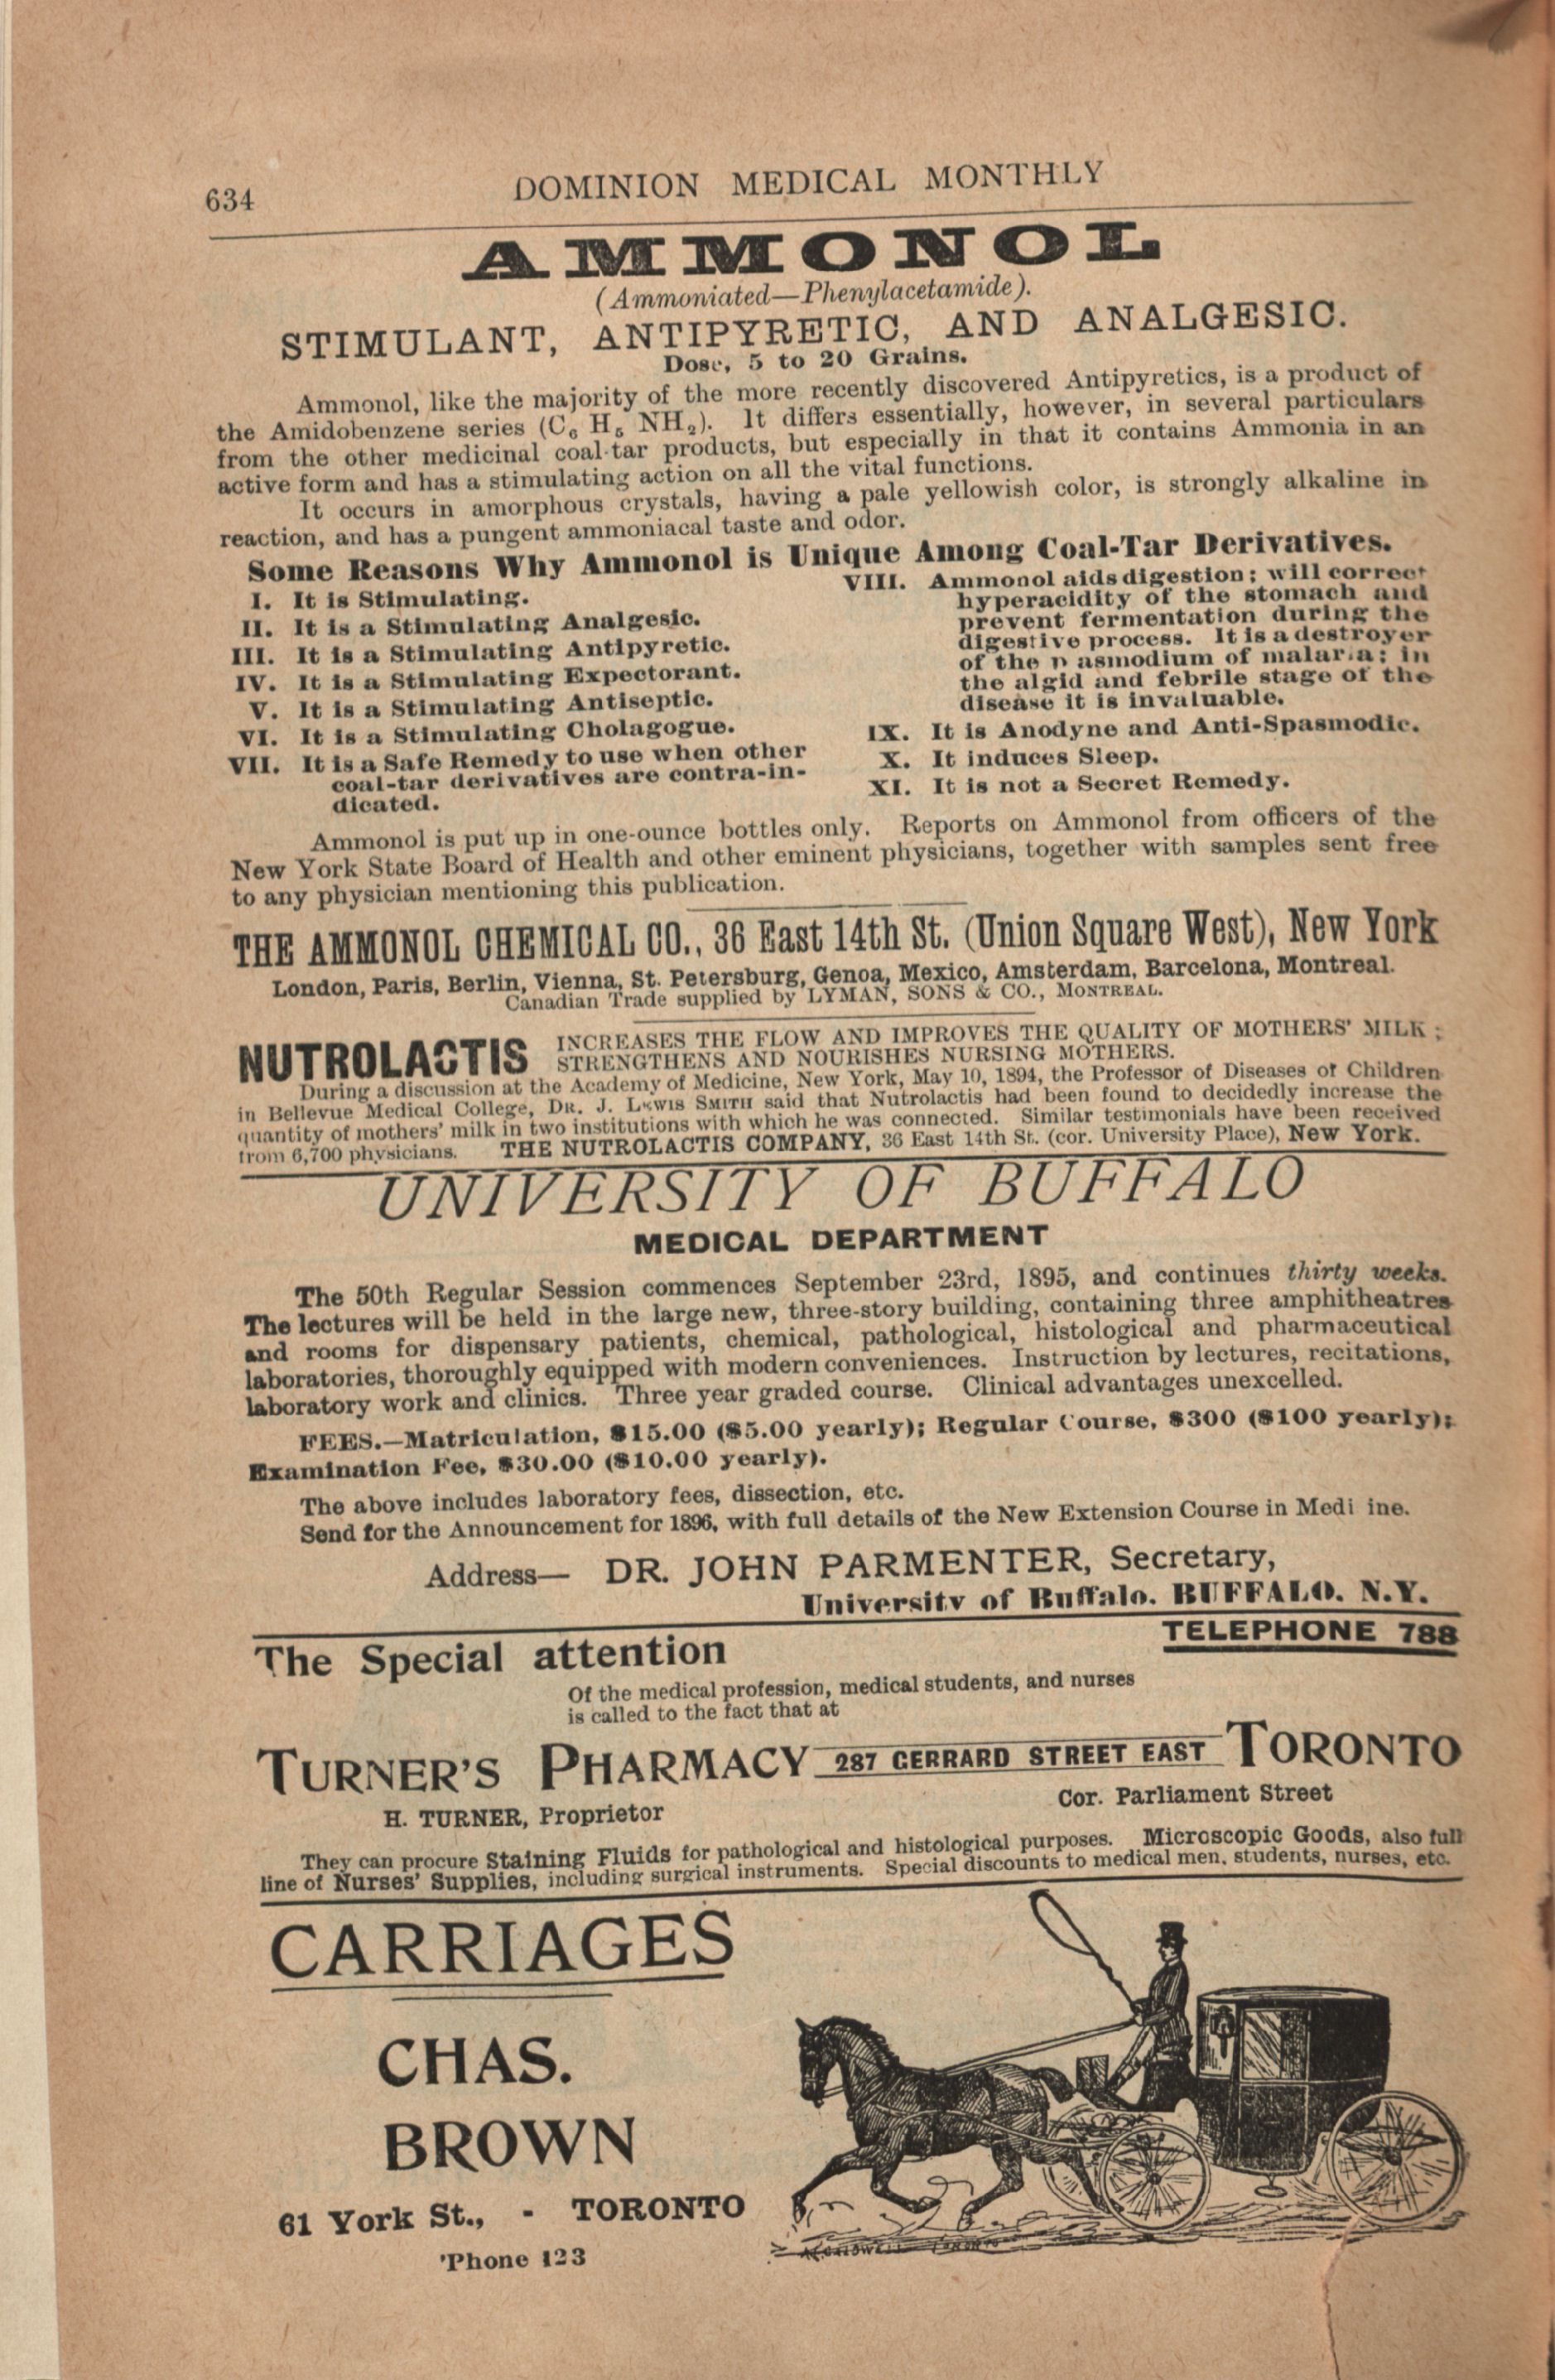 634
DOMINION MEDICAL MONTHLY
AMMONOL
(Ammoniated—Phenylacetamide).
STIMULANT, ANTIPYRETIC, AND ANALGESIC.
Dose, 5 to 20 Grains.
Ammonol, like the majority of the more recently discovered Antipyretics, is a product of
the Amidobenzene series (C₆ H₅ NH₂). It differs essentially, however, in several particulars
from the other medicinal coal-tar products, but especially in that it contains Ammonia in an
active form and has a stimulating action on all the vital functions.
It occurs in amorphous crystals, having a pale yellowish color, is strongly alkaline in
reaction, and has a pungent ammoniacal taste and odor.
Some Reasons Why Ammonol is Unique Among Coal-Tar Derivatives.
I. It is Stimulating.
II. It is a Stimulating Analgesic.
III. It is a Stimulating Antipyretic.
IV. It is a Stimulating Expectorant.
V. It is a Stimulating Antiseptic.
VI. It is a Stimulating Cholagogue.
VII. It is a Safe Remedy to use when other
coal-tar derivatives are contra-in-
dicated.
VIII. Ammonol aids digestion; will correct
hyperacidity of the stomach and
prevent fermentation during the
digestive process. It is a destroyer
of the p asmodium of malar.a; in
the algid and febrile stage of the
disease it is invaluable.
IX. It is Anodyne and Anti-Spasmodic.
X. It induces Sleep.
XI. It is not a Secret Remedy.
Ammonol is put up in one-ounce bottles only. Reports on Ammonol from officers of the
New York State Board of Health and other eminent physicians, together with samples sent free
to any physician mentioning this publication.
THE AMMONOL CHEMICAL CO., 36 East 14th St. (Union Square West), New York
London, Paris, Berlin, Vienna, St. Petersburg, Genoa, Mexico, Amsterdam, Barcelona, Montreal.
Canadian Trade supplied by LYMAN, SONS & CO., MONTREAL.
NUTROLACTIS INCREASES THE FLOW AND IMPROVES THE QUALITY OF MOTHERS' MILK;
STRENGTHENS AND NOURISHES NURSING MOTHERS.
During a discussion at the Academy of Medicine, New York, May 10, 1894, the Professor of Diseases of Children
in Bellevue Medical College, DR. J. LEWIS SMITH said that Nutrolactis had been found to decidedly increase the
quantity of mothers' milk in two institutions with which he was connected. Similar testimonials have been received
from 6,700 physicians. THE NUTROLACTIS COMPANY, 36 East 14th St. (cor. University Place), New York.
UNIVERSITY OF BUFFALO
MEDICAL DEPARTMENT
The 50th Regular Session commences September 23rd, 1895, and continues thirty weeks.
The lectures will be held in the large new, three-story building, containing three amphitheatres
and rooms for dispensary patients, chemical, pathological, histological and pharmaceutical
laboratories, thoroughly equipped with modern conveniences. Instruction by lectures, recitations,
laboratory work and clinics. Three year graded course. Clinical advantages unexcelled.
FEES.—Matriculation, $15.00 ($5.00 yearly); Regular Course, $300 ($100 yearly);
Examination Fee, $30.00 ($10.00 yearly).
The above includes laboratory fees, dissection, etc.
Send for the Announcement for 1896, with full details of the New Extension Course in Medi ine.
Address— DR. JOHN PARMENTER, Secretary,
University of Buffalo. BUFFALO. N.Y.
The Special attention
TELEPHONE 788
Of the medical profession, medical students, and nurses
is called to the fact that at
TURNER'S PHARMACY 287 GERRARD STREET EAST TORONTO
H. TURNER, Proprietor
Cor. Parliament Street
They can procure Staining Fluids for pathological and histological purposes. Microscopic Goods, also full
line of Nurses' Supplies, including surgical instruments. Special discounts to medical men, students, nurses, etc.
CARRIAGES
CHAS.
BROWN
61 York St., - TORONTO
'Phone 123